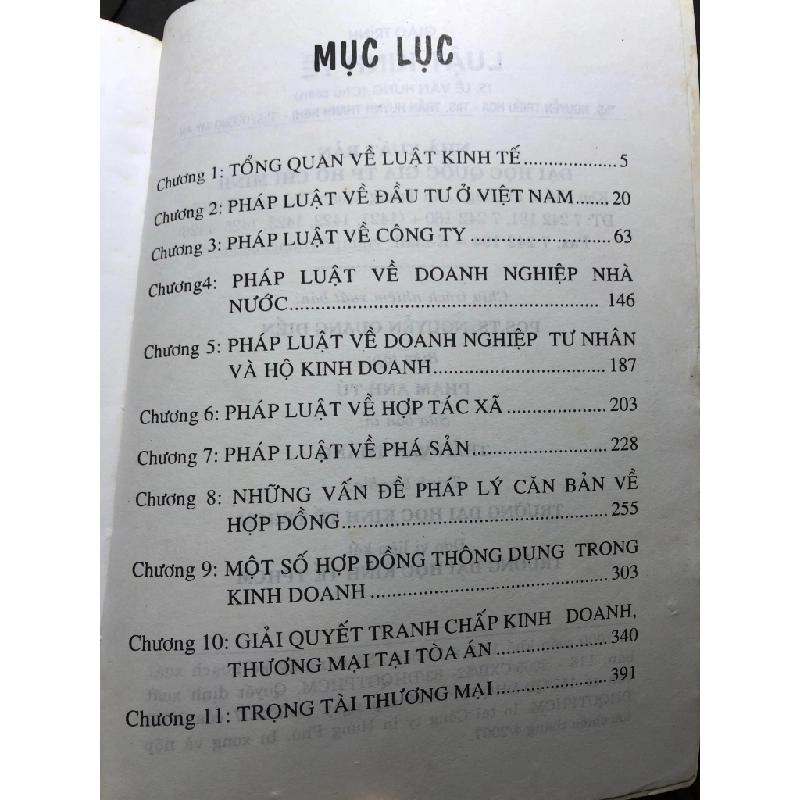 MỤC LỤC
Chương 1: TỔNG QUAN VỀ LUẬT KINH TẾ.................5
Chương 2: PHÁP LUẬT VỀ ĐẦU TƯ Ở VIỆT NAM.....20
Chương 3: PHÁP LUẬT VỀ CÔNG TY.....................63
Chương4: PHÁP LUẬT VỀ DOANH NGHIỆP NHÀ
NƯỚC............................................. 146
Chương 5: PHÁP LUẬT VỀ DOANH NGHIỆP TƯ NHÂN
VÀ HỘ KINH DOANH.........................187
Chương 6: PHÁP LUẬT VỀ HỢP TÁC XÃ...............203
Chương 7: PHÁP LUẬT VỀ PHÁ SẢN....................228
Chương 8: NHỮNG VẤN ĐỀ PHÁP LÝ CĂN BẢN VỀ
HỢP ĐỒNG.......................................255
Chương 9: MỘT SỐ HỢP ĐỒNG THÔNG DỤNG TRONG
KINH DOANH...................................303
Chương 10: GIẢI QUYẾT TRANH CHẤP KINH DOANH,
THƯƠNG MẠI TẠI TÒA ÁN.................340
Chương 11: TRỌNG TÀI THƯƠNG MẠI....................391